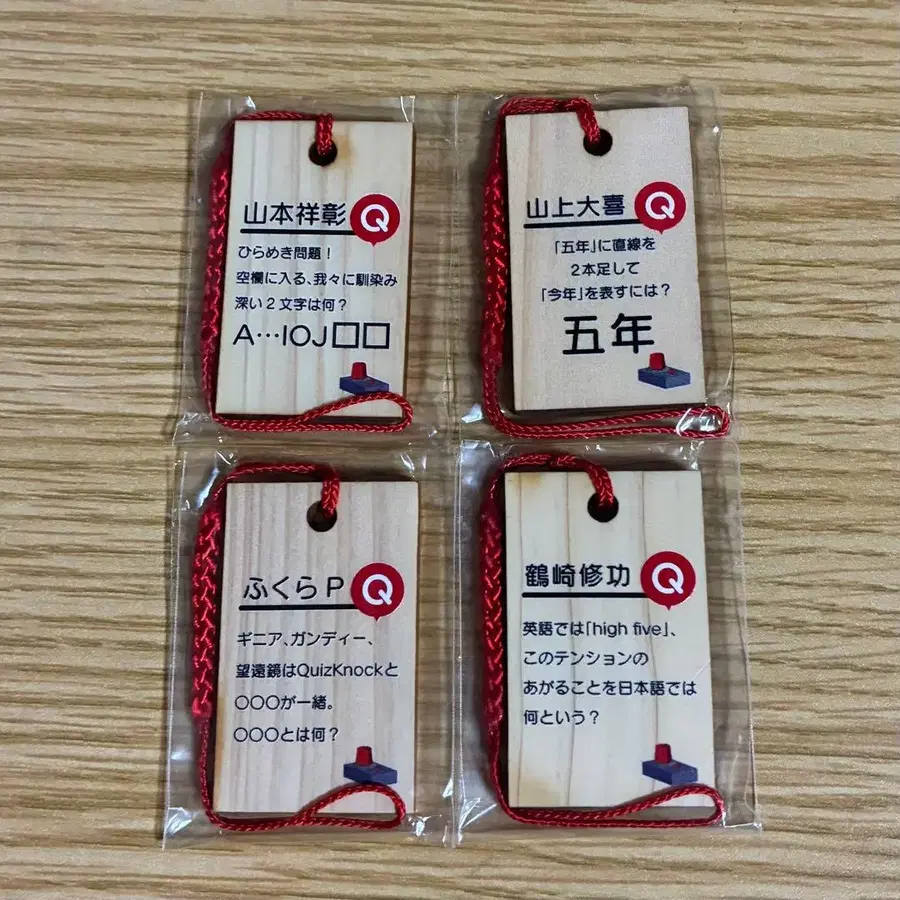 山本祥彰 Q
ひらめき問題!
空欄に入る、我々に馴染み
深い2文字は何?
A…IOJ□□
山上大喜 Q
「五年」に直線を
2本足して
「今年」を表すには?
五年
ふくらP Q
ギニア、ガンディー、
望遠鏡はQuizKnockと
○○○が一緒。
○○○とは何?
鶴崎修功 Q
英語では「high five」、
このテンションの
あがることを日本語では
何という?